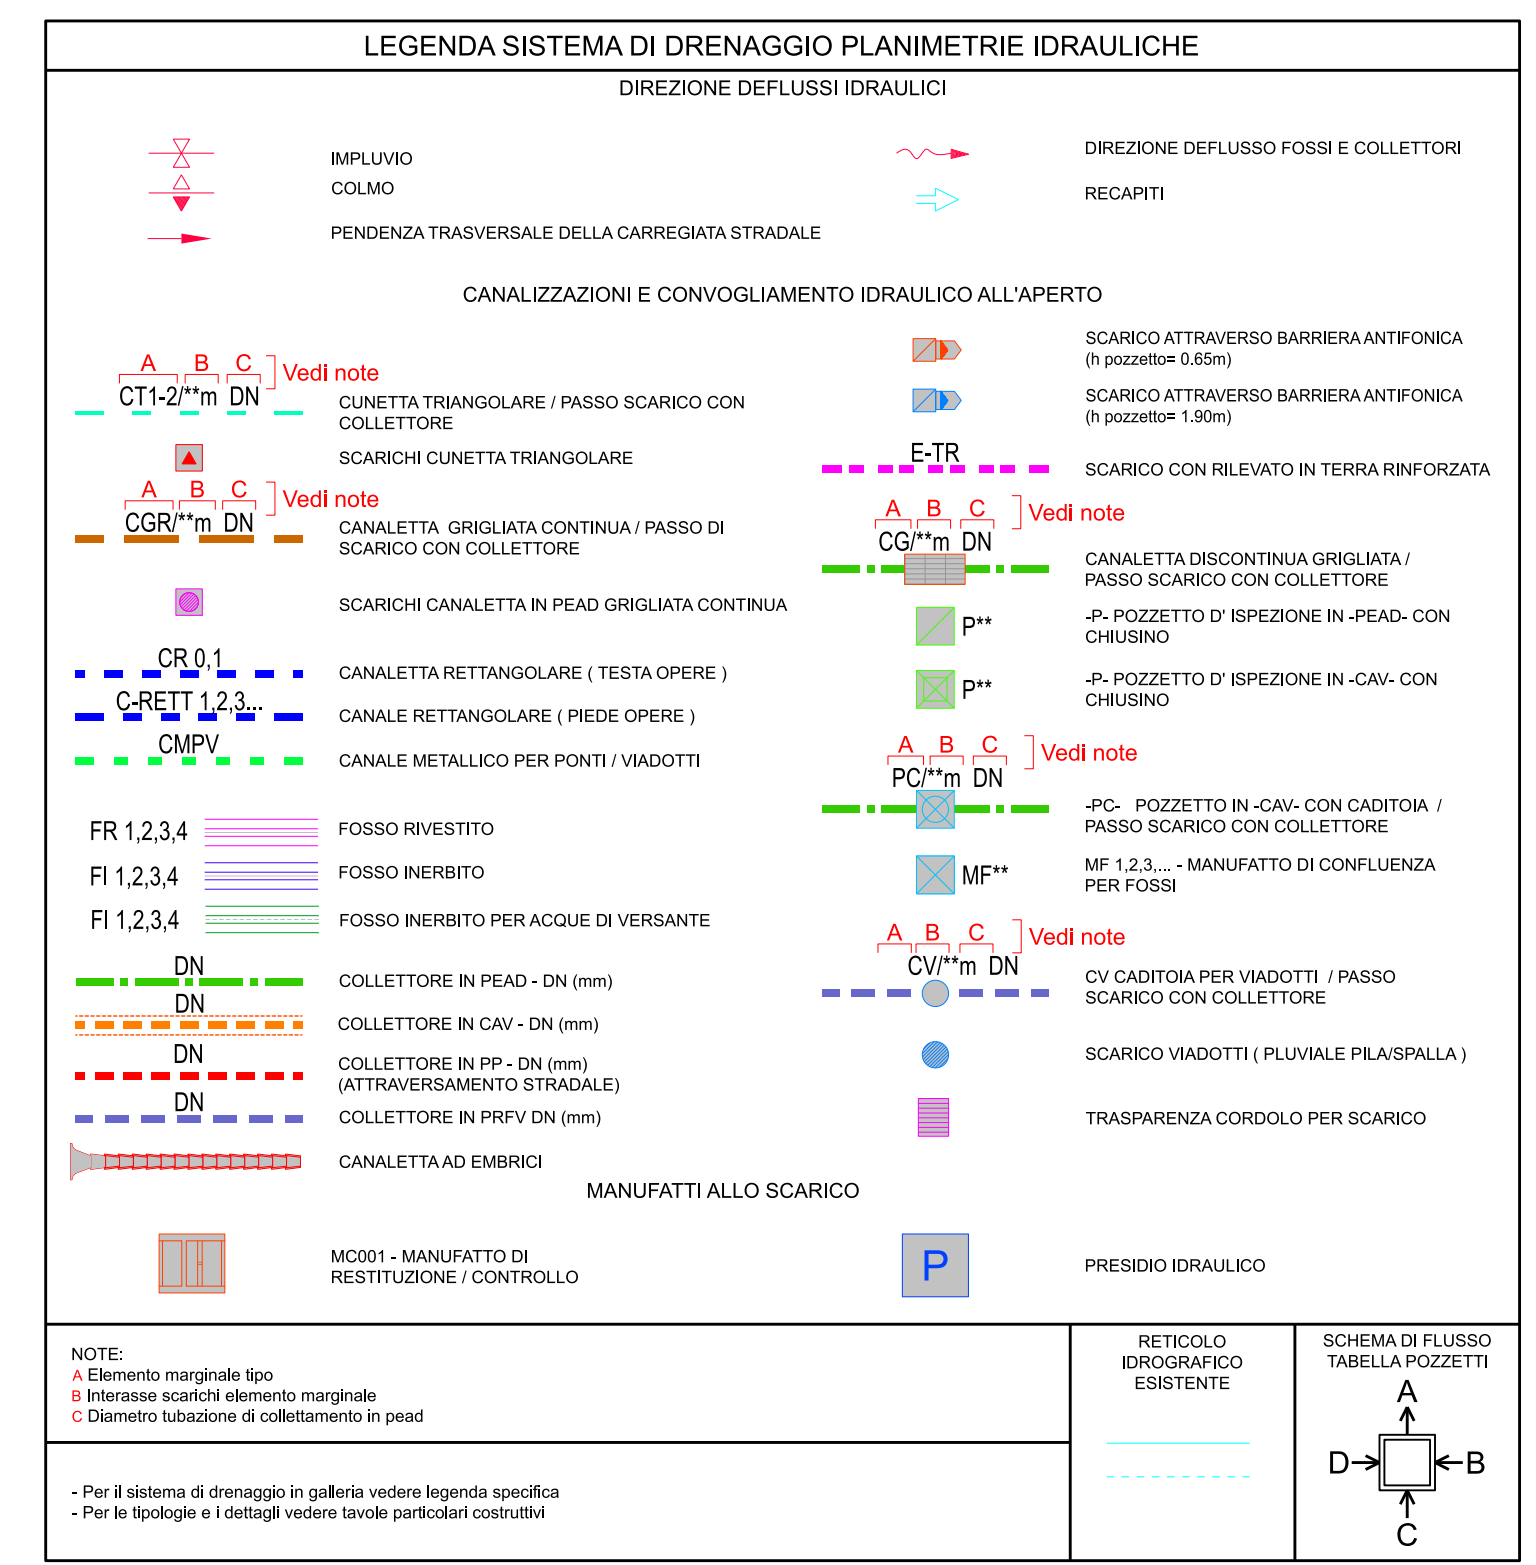 LEGENDA SISTEMA DI DRENAGGIO PLANIMETRIE IDRAULICHE
DIREZIONE DEFLUSSI IDRAULICI
IMPLUVIO
COLMO
PENDENZA TRASVERSALE DELLA CARREGIATA STRADALE
DIREZIONE DEFLUSSO FOSSI E COLLETTORI
RECAPITI
CANALIZZAZIONI E CONVOGLIAMENTO IDRAULICO ALL'APERTO
A B C
Vedi note
CT1-2/**m DN
CUNETTA TRIANGOLARE / PASSO SCARICO CON
COLLETTORE
SCARICHI CUNETTA TRIANGOLARE
A B C
Vedi note
CGR/**m DN
CANALETTA GRIGLIATA CONTINUA / PASSO DI
SCARICO CON COLLETTORE
SCARICHI CANALETTA IN PEAD GRIGLIATA CONTINUA
CR 0,1
CANALETTA RETTANGOLARE ( TESTA OPERE )
C-RETT 1,2,3...
CANALE RETTANGOLARE ( PIEDE OPERE )
CMPV
CANALE METALLICO PER PONTI / VIADOTTI
FR 1,2,3,4
FOSSO RIVESTITO
FI 1,2,3,4
FOSSO INERBITO
FI 1,2,3,4
FOSSO INERBITO PER ACQUE DI VERSANTE
DN
COLLETTORE IN PEAD - DN (mm)
DN
COLLETTORE IN CAV - DN (mm)
DN
COLLETTORE IN PP - DN (mm)
(ATTRAVERSAMENTO STRADALE)
DN
COLLETTORE IN PRFV DN (mm)
CANALETTA AD EMBRICI
SCARICO ATTRAVERSO BARRIERA ANTIFONICA
(h pozzetto= 0.65m)
SCARICO ATTRAVERSO BARRIERA ANTIFONICA
(h pozzetto= 1.90m)
E-TR
SCARICO CON RILEVATO IN TERRA RINFORZATA
A B C
Vedi note
CG/**m DN
CANALETTA DISCONTINUA GRIGLIATA /
PASSO SCARICO CON COLLETTORE
P**
-P- POZZETTO D' ISPEZIONE IN -PEAD- CON
CHIUSINO
P**
-P- POZZETTO D' ISPEZIONE IN -CAV- CON
CHIUSINO
A B C
Vedi note
PC/**m DN
-PC- POZZETTO IN -CAV- CON CADITOIA /
PASSO SCARICO CON COLLETTORE
MF**
MF 1,2,3,... - MANUFATTO DI CONFLUENZA
PER FOSSI
A B C
Vedi note
CV/**m DN
CV CADITOIA PER VIADOTTI / PASSO
SCARICO CON COLLETTORE
SCARICO VIADOTTI ( PLUVIALE PILA/SPALLA )
TRASPARENZA CORDOLO PER SCARICO
MANUFATTI ALLO SCARICO
MC001 - MANUFATTO DI
RESTITUZIONE / CONTROLLO
P
PRESIDIO IDRAULICO
NOTE:
A Elemento marginale tipo
B Interasse scarichi elemento marginale
C Diametro tubazione di collettamento in pead
- Per il sistema di drenaggio in galleria vedere legenda specifica
- Per le tipologie e i dettagli vedere tavole particolari costruttivi
RETICOLO
IDROGRAFICO
ESISTENTE
SCHEMA DI FLUSSO
TABELLA POZZETTI
A
D B
C